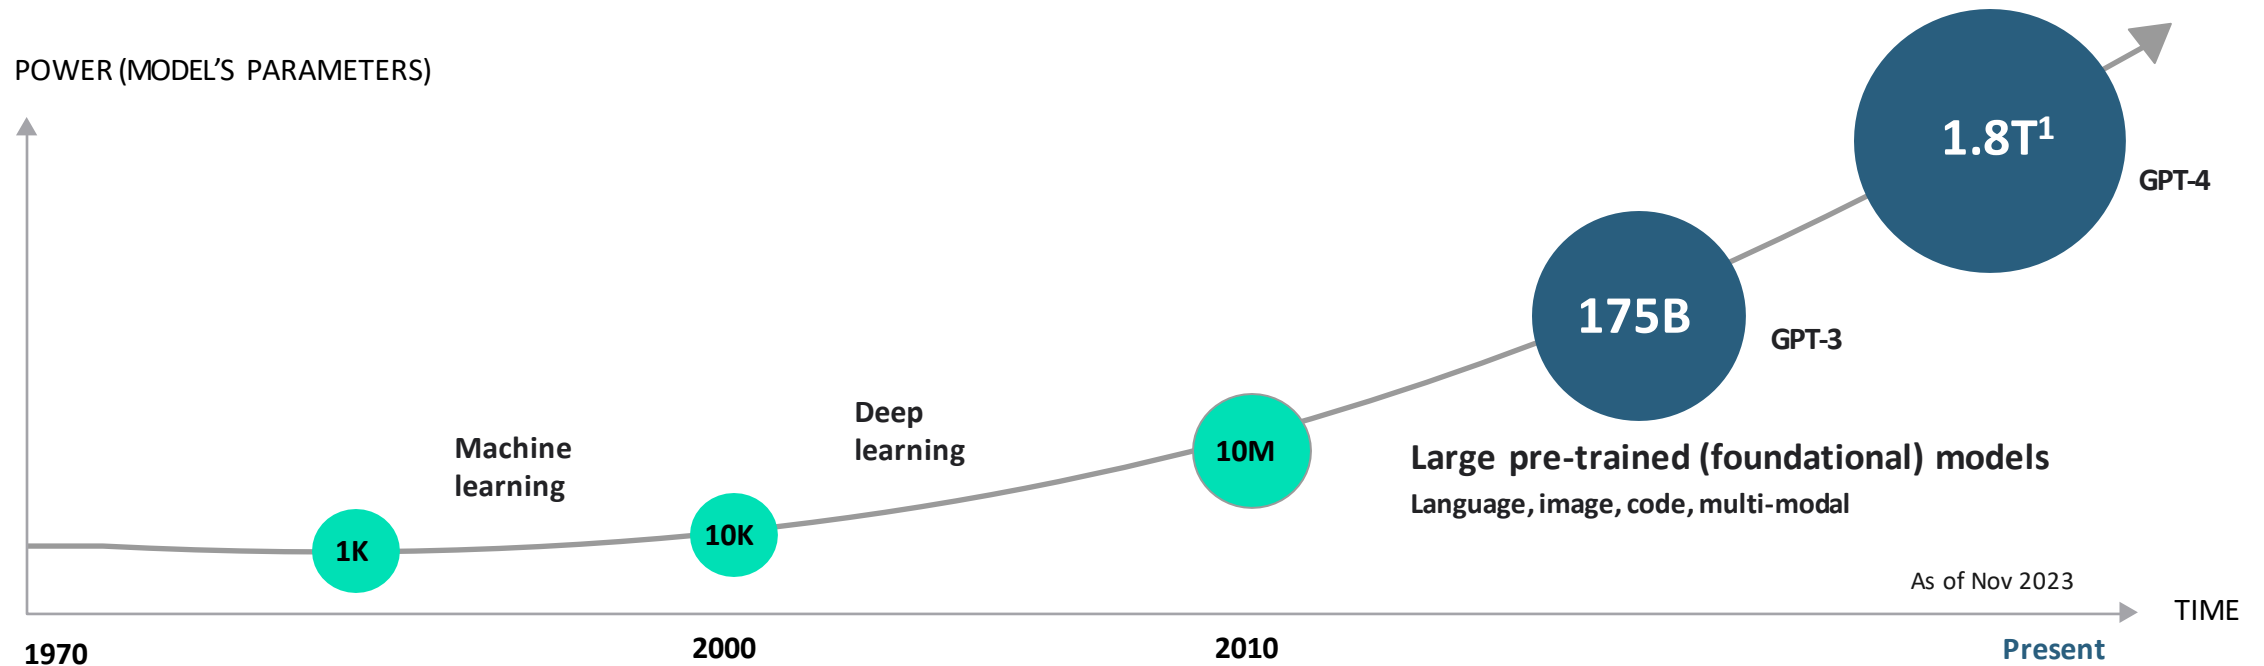 POWER (MODEL'S PARAMETERS)
1.8T¹
GPT-4
175B
GPT-3
Deep
learning
Machine
learning
10M
Large pre-trained (foundational) models
Language, image, code, multi-modal
10K
1K
As of Nov 2023
TIME
1970
2000
2010
Present